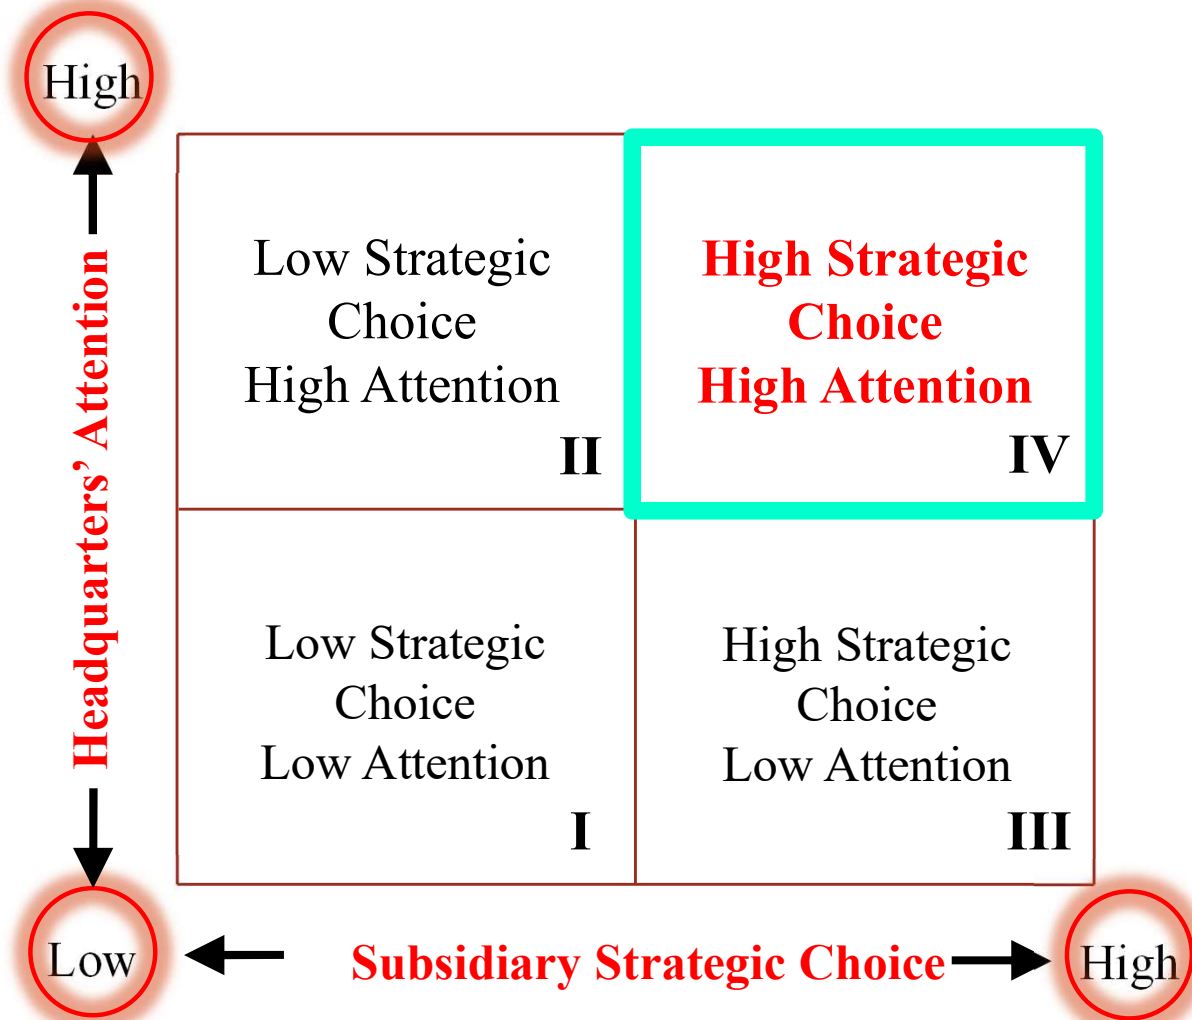 High
Headquarters’ Attention
Low Strategic
Choice
High Attention
II
High Strategic
Choice
High Attention
IV
Low Strategic
Choice
Low Attention
I
High Strategic
Choice
Low Attention
III
Low
Subsidiary Strategic Choice
High